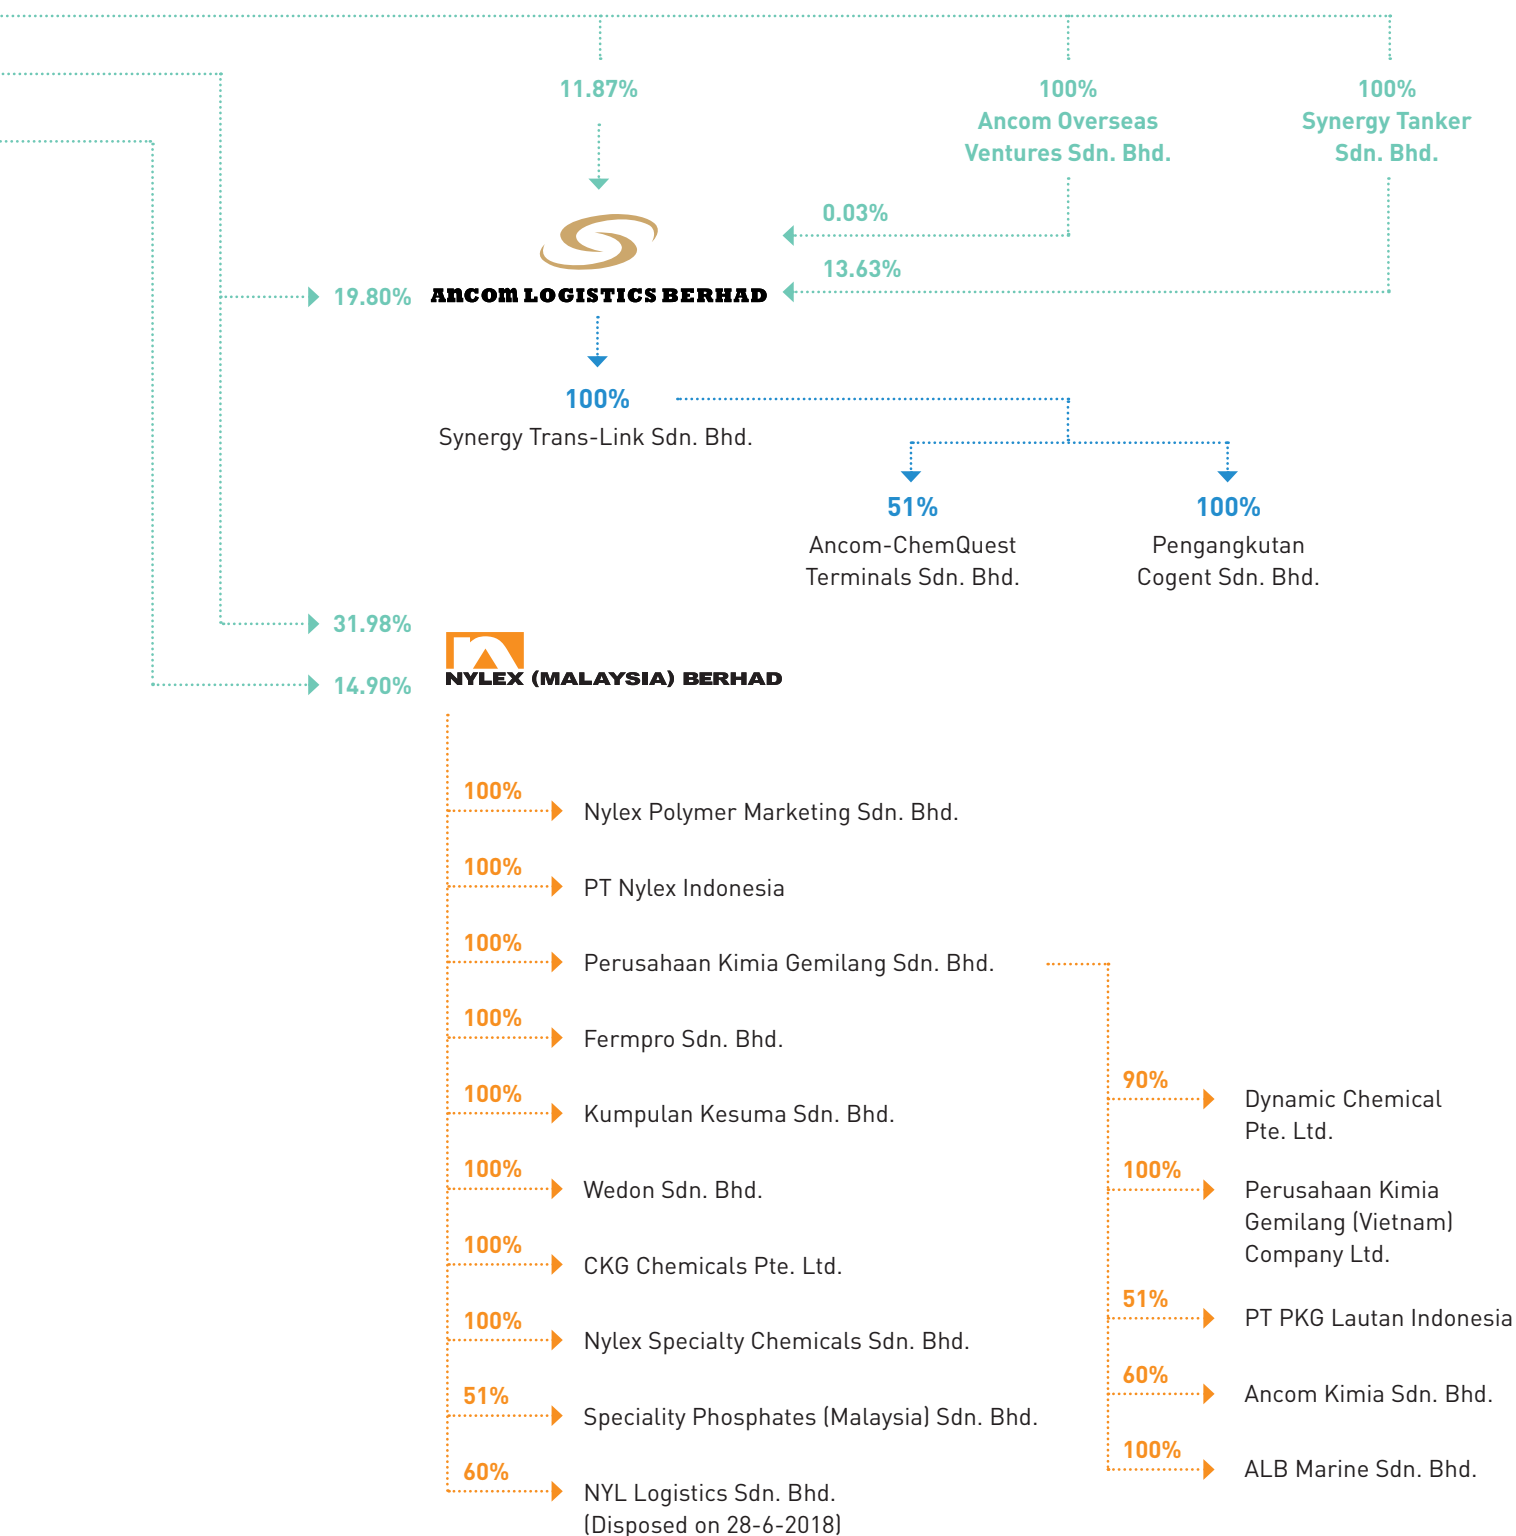 11.87%
100%
Ancom Overseas
Ventures Sdn. Bhd.
100%
Synergy Tanker
Sdn. Bhd.
0.03%
13.63%
19.80%
ANCOM LOGISTICS BERHAD
100%
Synergy Trans-Link Sdn. Bhd.
51%
Ancom-ChemQuest
Terminals Sdn. Bhd.
100%
Pengangkutan
Cogent Sdn. Bhd.
31.98%
14.90%
NYLEX (MALAYSIA) BERHAD
100%
Nylex Polymer Marketing Sdn. Bhd.
100%
PT Nylex Indonesia
100%
Perusahaan Kimia Gemilang Sdn. Bhd.
100%
Fermpro Sdn. Bhd.
100%
Kumpulan Kesuma Sdn. Bhd.
100%
Wedon Sdn. Bhd.
100%
CKG Chemicals Pte. Ltd.
100%
Nylex Specialty Chemicals Sdn. Bhd.
51%
Speciality Phosphates (Malaysia) Sdn. Bhd.
60%
NYL Logistics Sdn. Bhd.
(Disposed on 28-6-2018)
90%
Dynamic Chemical
Pte. Ltd.
100%
Perusahaan Kimia
Gemilang (Vietnam)
Company Ltd.
51%
PT PKG Lautan Indonesia
60%
Ancom Kimia Sdn. Bhd.
100%
ALB Marine Sdn. Bhd.